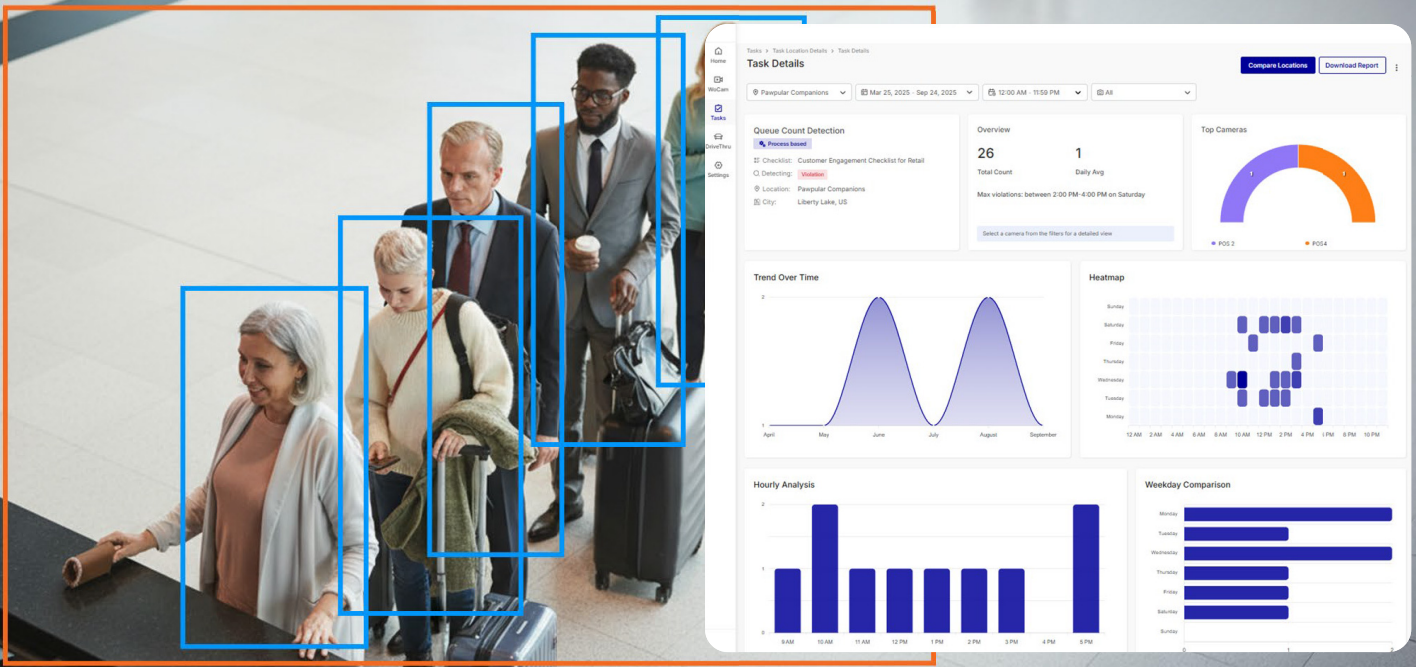 Home
WoCam
Tasks
DriveThru
Settings
Tasks > Task Location Details > Task Details
Task Details
Compare Locations
Download Report
Pawpular Companions
Mar 25, 2025 - Sep 24, 2025
12:00 AM - 11:59 PM
All
Queue Count Detection
Process based
Checklist: Customer Engagement Checklist for Retail
Detecting: Violation
Location: Pawpular Companions
City: Liberty Lake, US
Overview
26 1
Total Count Daily Avg
Max violations: between 2:00 PM-4:00 PM on Saturday
Select a camera from the filters for a detailed view
Top Cameras
1 1
POS 2 POS4
Trend Over Time
2
1
April May June July August September
Heatmap
Sunday
Saturday
Friday
Thursday
Wednesday
Tuesday
Monday
12 AM 2 AM 4 AM 6 AM 8 AM 10 AM 12 PM 2 PM 4 PM 6 PM 8 PM 10 PM
Hourly Analysis
2
1
0
9 AM 10 AM 11 AM 12 PM 1 PM 2 PM 3 PM 4 PM 5 PM
Weekday Comparison
Monday
Tuesday
Wednesday
Thursday
Friday
Saturday
Sunday
0 1 2